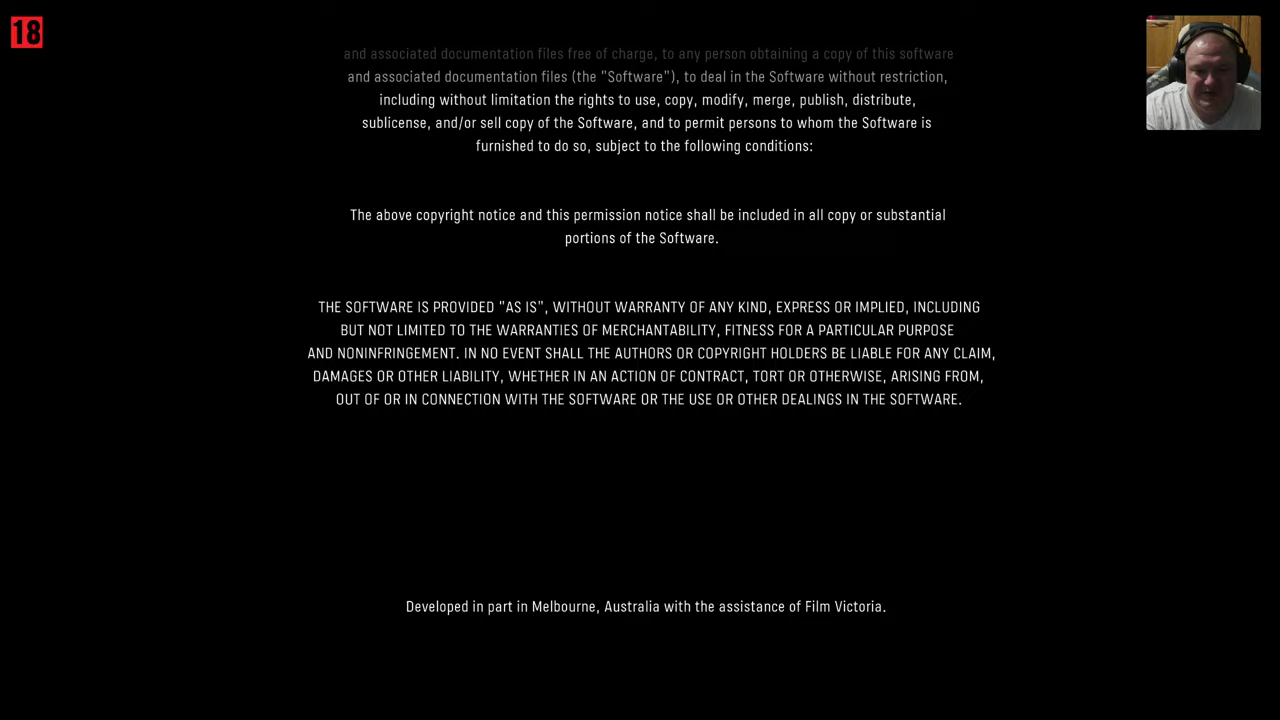 18
and associated documentation files free of charge, to any person obtaining a copy of this software
and associated documentation files (the "Software"), to deal in the Software without restriction,
including without limitation the rights to use, copy, modify, merge, publish, distribute,
sublicense, and/or sell copy of the Software, and to permit persons to whom the Software is
furnished to do so, subject to the following conditions:
The above copyright notice and this permission notice shall be included in all copy or substantial
portions of the Software.
THE SOFTWARE IS PROVIDED "AS IS", WITHOUT WARRANTY OF ANY KIND, EXPRESS OR IMPLIED, INCLUDING
BUT NOT LIMITED TO THE WARRANTIES OF MERCHANTABILITY, FITNESS FOR A PARTICULAR PURPOSE
AND NONINFRINGEMENT. IN NO EVENT SHALL THE AUTHORS OR COPYRIGHT HOLDERS BE LIABLE FOR ANY CLAIM,
DAMAGES OR OTHER LIABILITY, WHETHER IN AN ACTION OF CONTRACT, TORT OR OTHERWISE, ARISING FROM,
OUT OF OR IN CONNECTION WITH THE SOFTWARE OR THE USE OR OTHER DEALINGS IN THE SOFTWARE.
Developed in part in Melbourne, Australia with the assistance of Film Victoria.